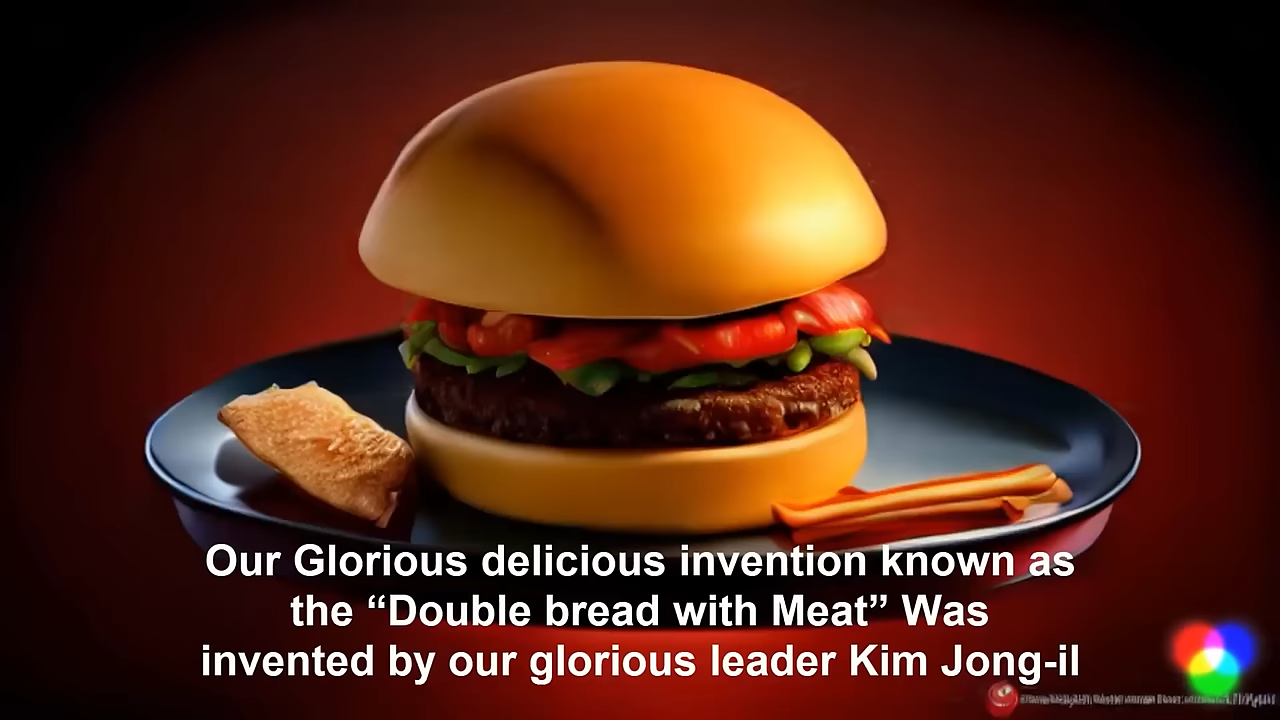 Our Glorious delicious invention known as
the “Double bread with Meat” Was
invented by our glorious leader Kim Jong-il